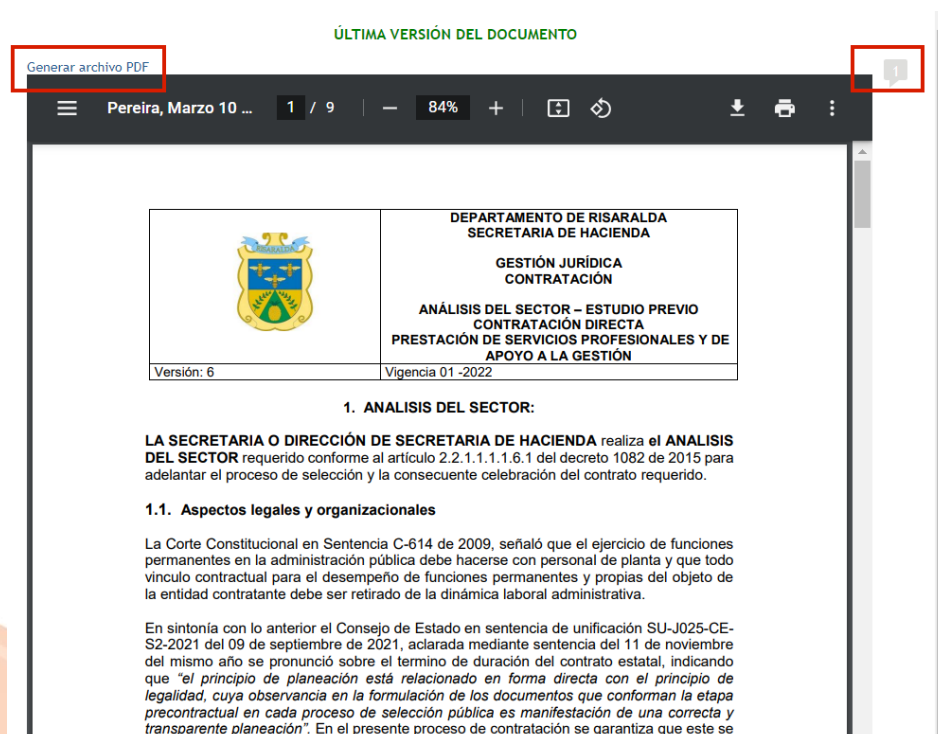 ÚLTIMA VERSIÓN DEL DOCUMENTO
Generar archivo PDF
1
Pereira, Marzo 10 ...
1 / 9
84%
RISARALDA
DEPARTAMENTO DE RISARALDA
SECRETARIA DE HACIENDA
GESTIÓN JURÍDICA
CONTRATACIÓN
ANÁLISIS DEL SECTOR – ESTUDIO PREVIO
CONTRATACIÓN DIRECTA
PRESTACIÓN DE SERVICIOS PROFESIONALES Y DE
APOYO A LA GESTIÓN
Versión: 6
Vigencia 01 -2022
1. ANALISIS DEL SECTOR:
LA SECRETARIA O DIRECCIÓN DE SECRETARIA DE HACIENDA realiza el ANALISIS
DEL SECTOR requerido conforme al artículo 2.2.1.1.1.1.6.1 del decreto 1082 de 2015 para
adelantar el proceso de selección y la consecuente celebración del contrato requerido.
1.1. Aspectos legales y organizacionales
La Corte Constitucional en Sentencia C-614 de 2009, señaló que el ejercicio de funciones
permanentes en la administración pública debe hacerse con personal de planta y que todo
vinculo contractual para el desempeño de funciones permanentes y propias del objeto de
la entidad contratante debe ser retirado de la dinámica laboral administrativa.
En sintonía con lo anterior el Consejo de Estado en sentencia de unificación SU-J025-CE-
S2-2021 del 09 de septiembre de 2021, aclarada mediante sentencia del 11 de noviembre
del mismo año se pronunció sobre el termino de duración del contrato estatal, indicando
que "el principio de planeación está relacionado en forma directa con el principio de
legalidad, cuya observancia en la formulación de los documentos que conforman la etapa
precontractual en cada proceso de selección pública es manifestación de una correcta y
transparente planeación". En el presente proceso de contratación se garantiza que este se